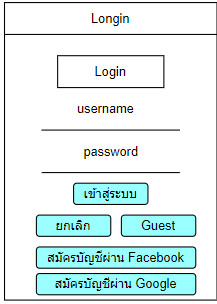 Longin
Login
username
password
เข้าสู่ระบบ
ยกเลิก Guest
สมัครบัญชีผ่าน Facebook
สมัครบัญชีผ่าน Google